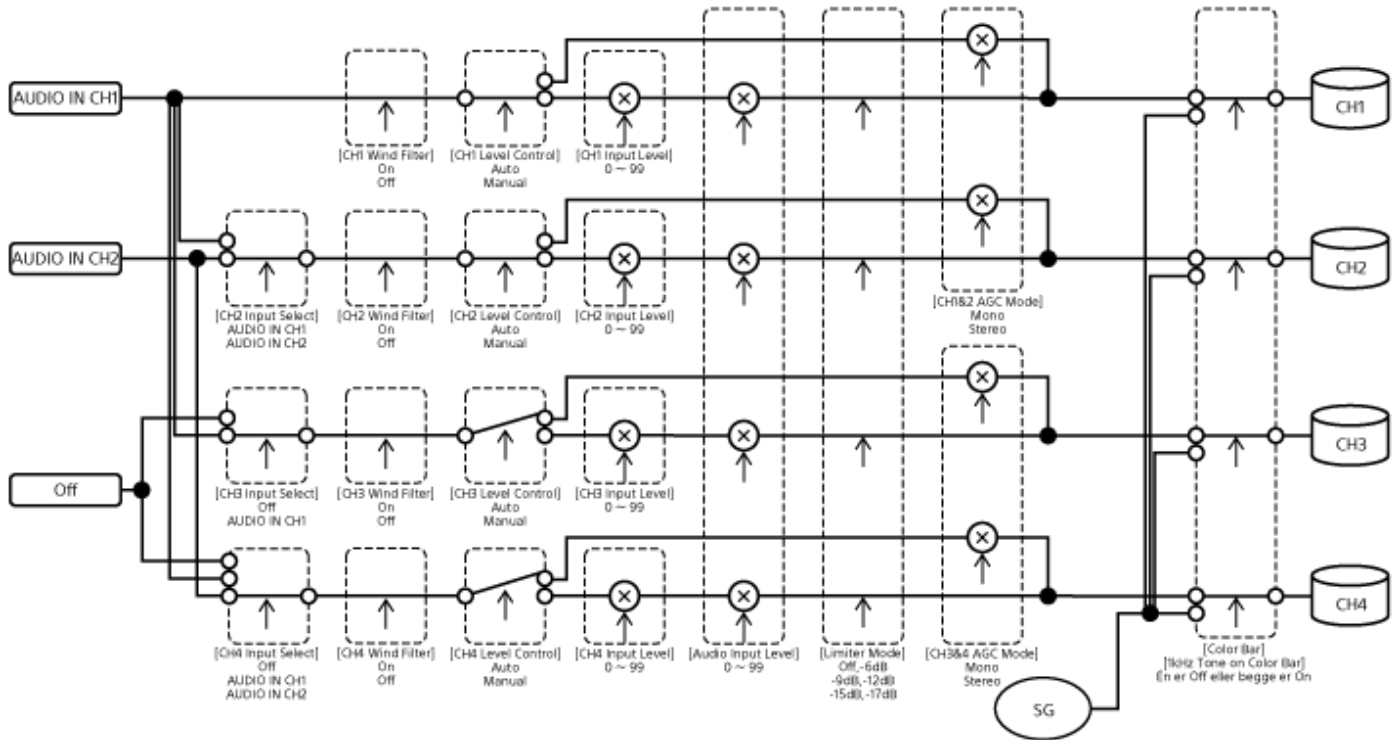 AUDIO IN CH1
CH1
[CH1 Wind Filter]
On
Off
[CH1 Level Control]
Auto
Manual
[CH1 Input Level]
0 ~ 99
AUDIO IN CH2
CH2
[CH2 Input Select]
AUDIO IN CH1
AUDIO IN CH2
[CH2 Wind Filter]
On
Off
[CH2 Level Control]
Auto
Manual
[CH2 Input Level]
0 ~ 99
[CH1&2 AGC Mode]
Mono
Stereo
CH3
Off
[CH3 Input Select]
Off
AUDIO IN CH1
[CH3 Wind Filter]
On
Off
[CH3 Level Control]
Auto
Manual
[CH3 Input Level]
0 ~ 99
CH4
[CH4 Input Select]
Off
AUDIO IN CH1
AUDIO IN CH2
[CH4 Wind Filter]
On
Off
[CH4 Level Control]
Auto
Manual
[CH4 Input Level]
0 ~ 99
[Audio Input Level]
0 ~ 99
[Limiter Mode]
Off,-6dB
-9dB,-12dB
-15dB,-17dB
[CH3&4 AGC Mode]
Mono
Stereo
[Color Bar]
[1kHz Tone on Color Bar]
En er Off eller begge er On
SG